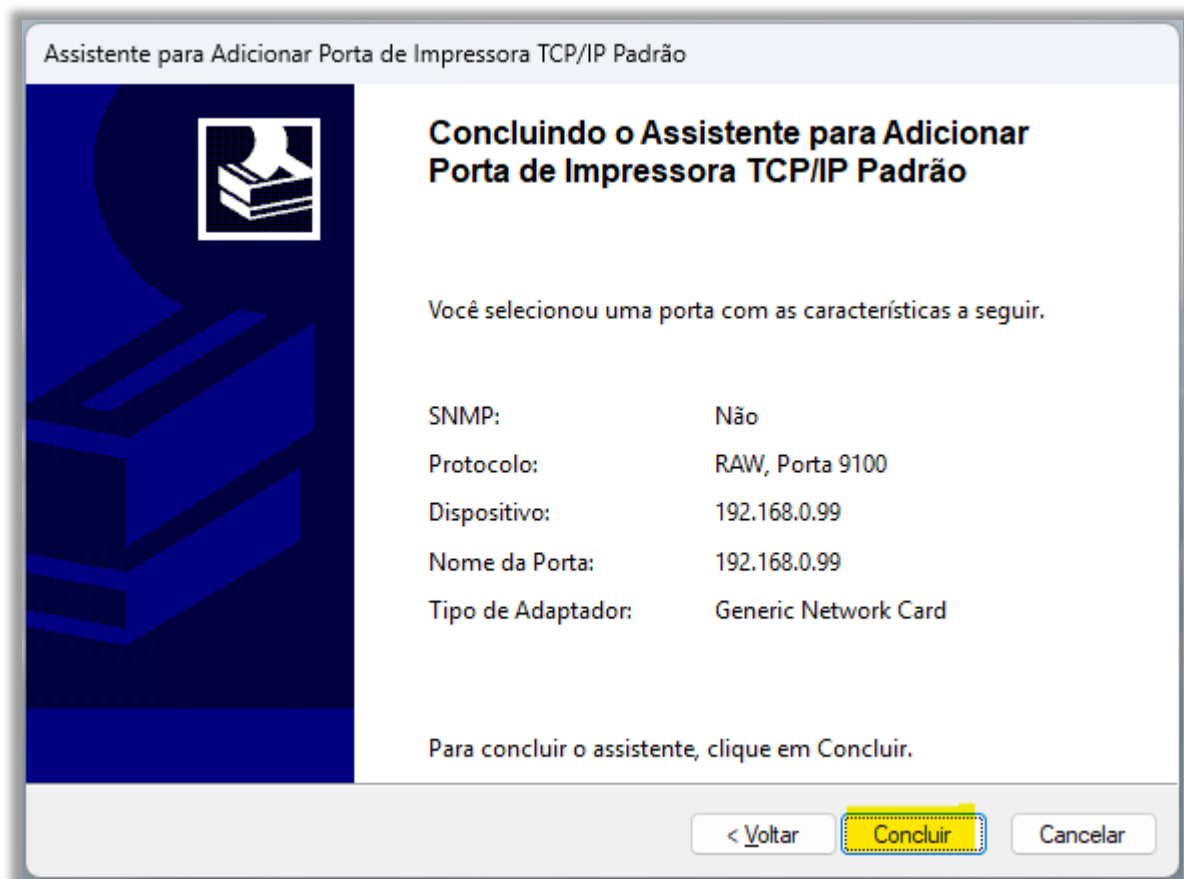 Assistente para Adicionar Porta de Impressora TCP/IP Padrão
Concluindo o Assistente para Adicionar
Porta de Impressora TCP/IP Padrão
Você selecionou uma porta com as características a seguir.
SNMP: Não
Protocolo: RAW, Porta 9100
Dispositivo: 192.168.0.99
Nome da Porta: 192.168.0.99
Tipo de Adaptador: Generic Network Card
Para concluir o assistente, clique em Concluir.
< Voltar Concluir Cancelar